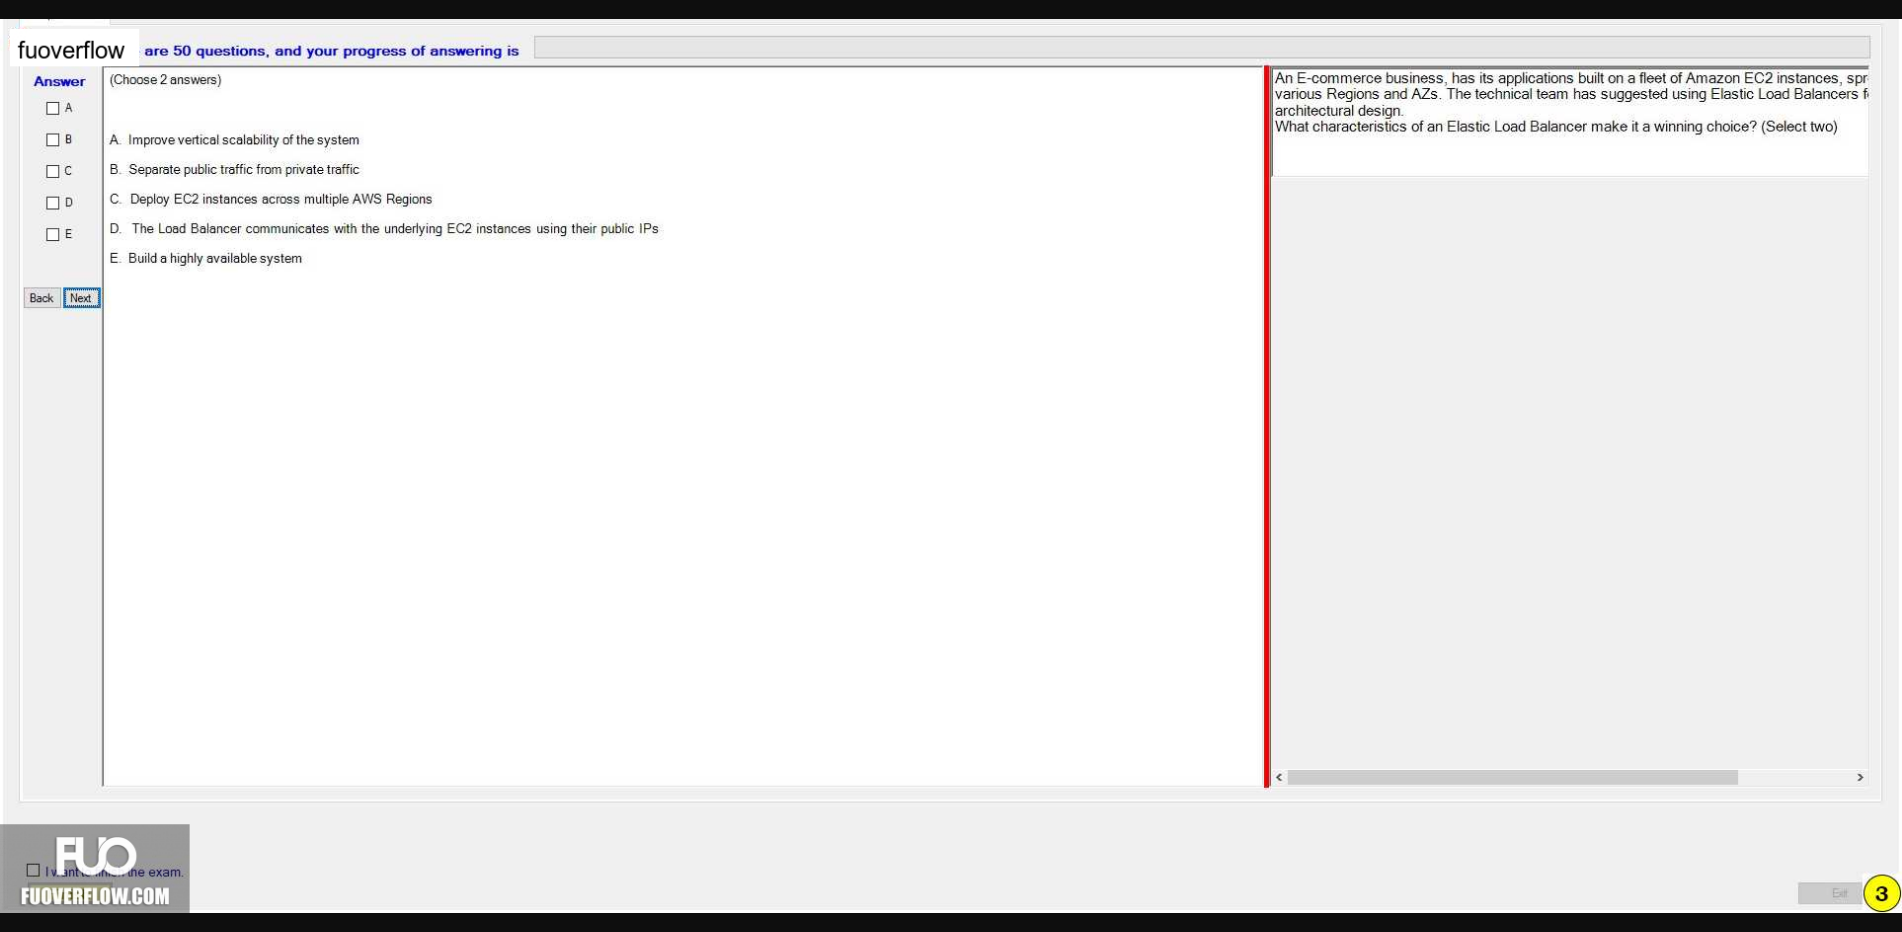 fuoverflow are 50 questions, and your progress of answering is
Answer
A
B
C
D
E
Back Next
(Choose 2 answers)
A. Improve vertical scalability of the system
B. Separate public traffic from private traffic
C. Deploy EC2 instances across multiple AWS Regions
D. The Load Balancer communicates with the underlying EC2 instances using their public IPs
E. Build a highly available system
An E-commerce business, has its applications built on a fleet of Amazon EC2 instances, spr
various Regions and AZs. The technical team has suggested using Elastic Load Balancers f
architectural design.
What characteristics of an Elastic Load Balancer make it a winning choice? (Select two)
FUO
I want to finish the exam.
FUOVERFLOW.COM
Exit
3